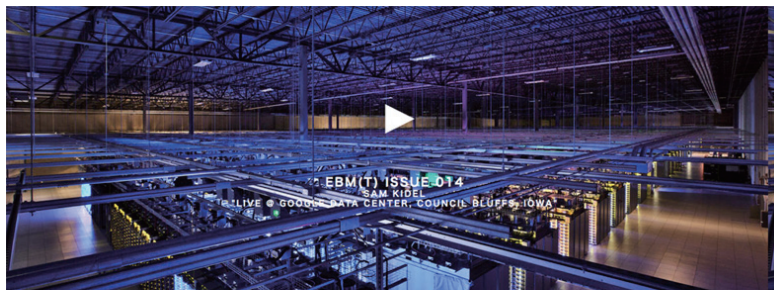 EBM(T) ISSUE 014
SAM KIDEL
"LIVE @ GOOGLE DATA CENTER, COUNCIL BLUFFS, IOWA"